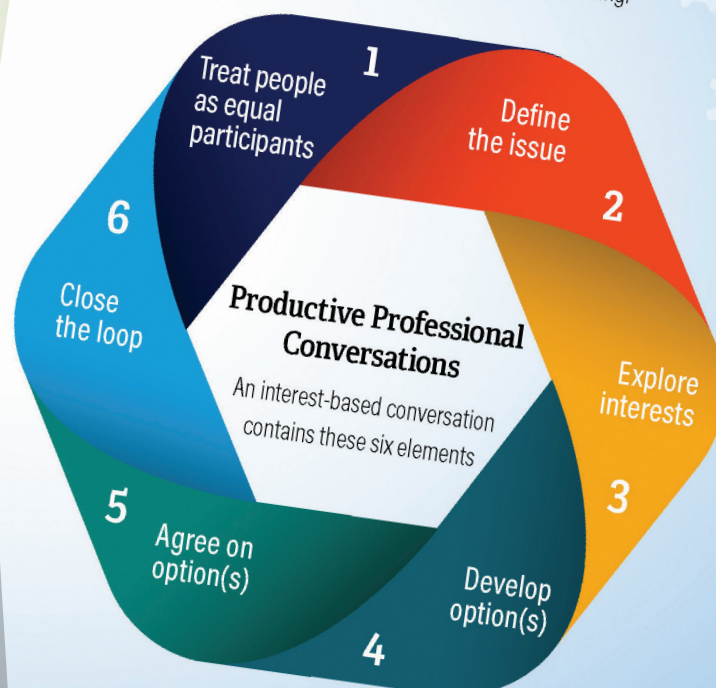 Productive Professional
Conversations
An interest-based conversation
contains these six elements
1
Treat people
as equal
participants
Define
the issue
2
Explore
interests
3
Develop
option(s)
4
5
Agree on
option(s)
6
Close
the loop